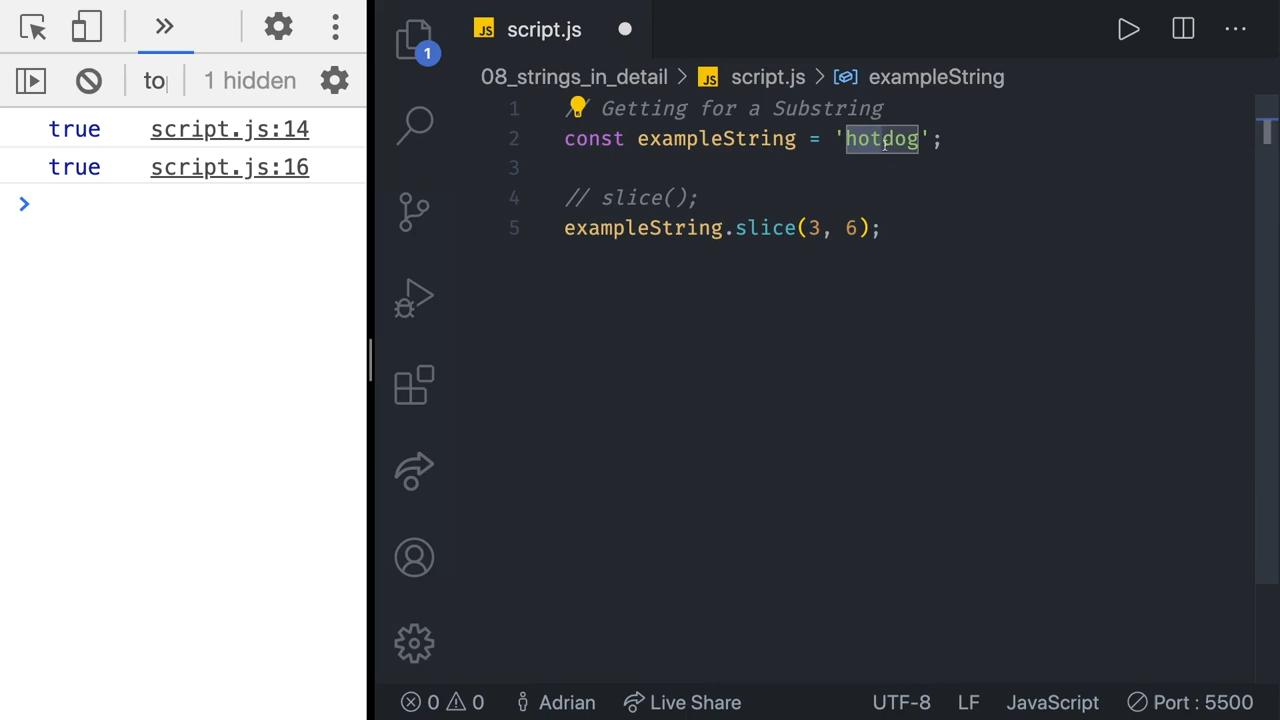 to
1 hidden
true script.js:14
true script.js:16
1
JS script.js
08_strings_in_detail > JS script.js > exampleString
1 // Getting for a Substring
2 const exampleString = 'hotdog';
3
4 // slice();
5 exampleString.slice(3, 6);
0 0 Adrian Live Share UTF-8 LF JavaScript Port : 5500